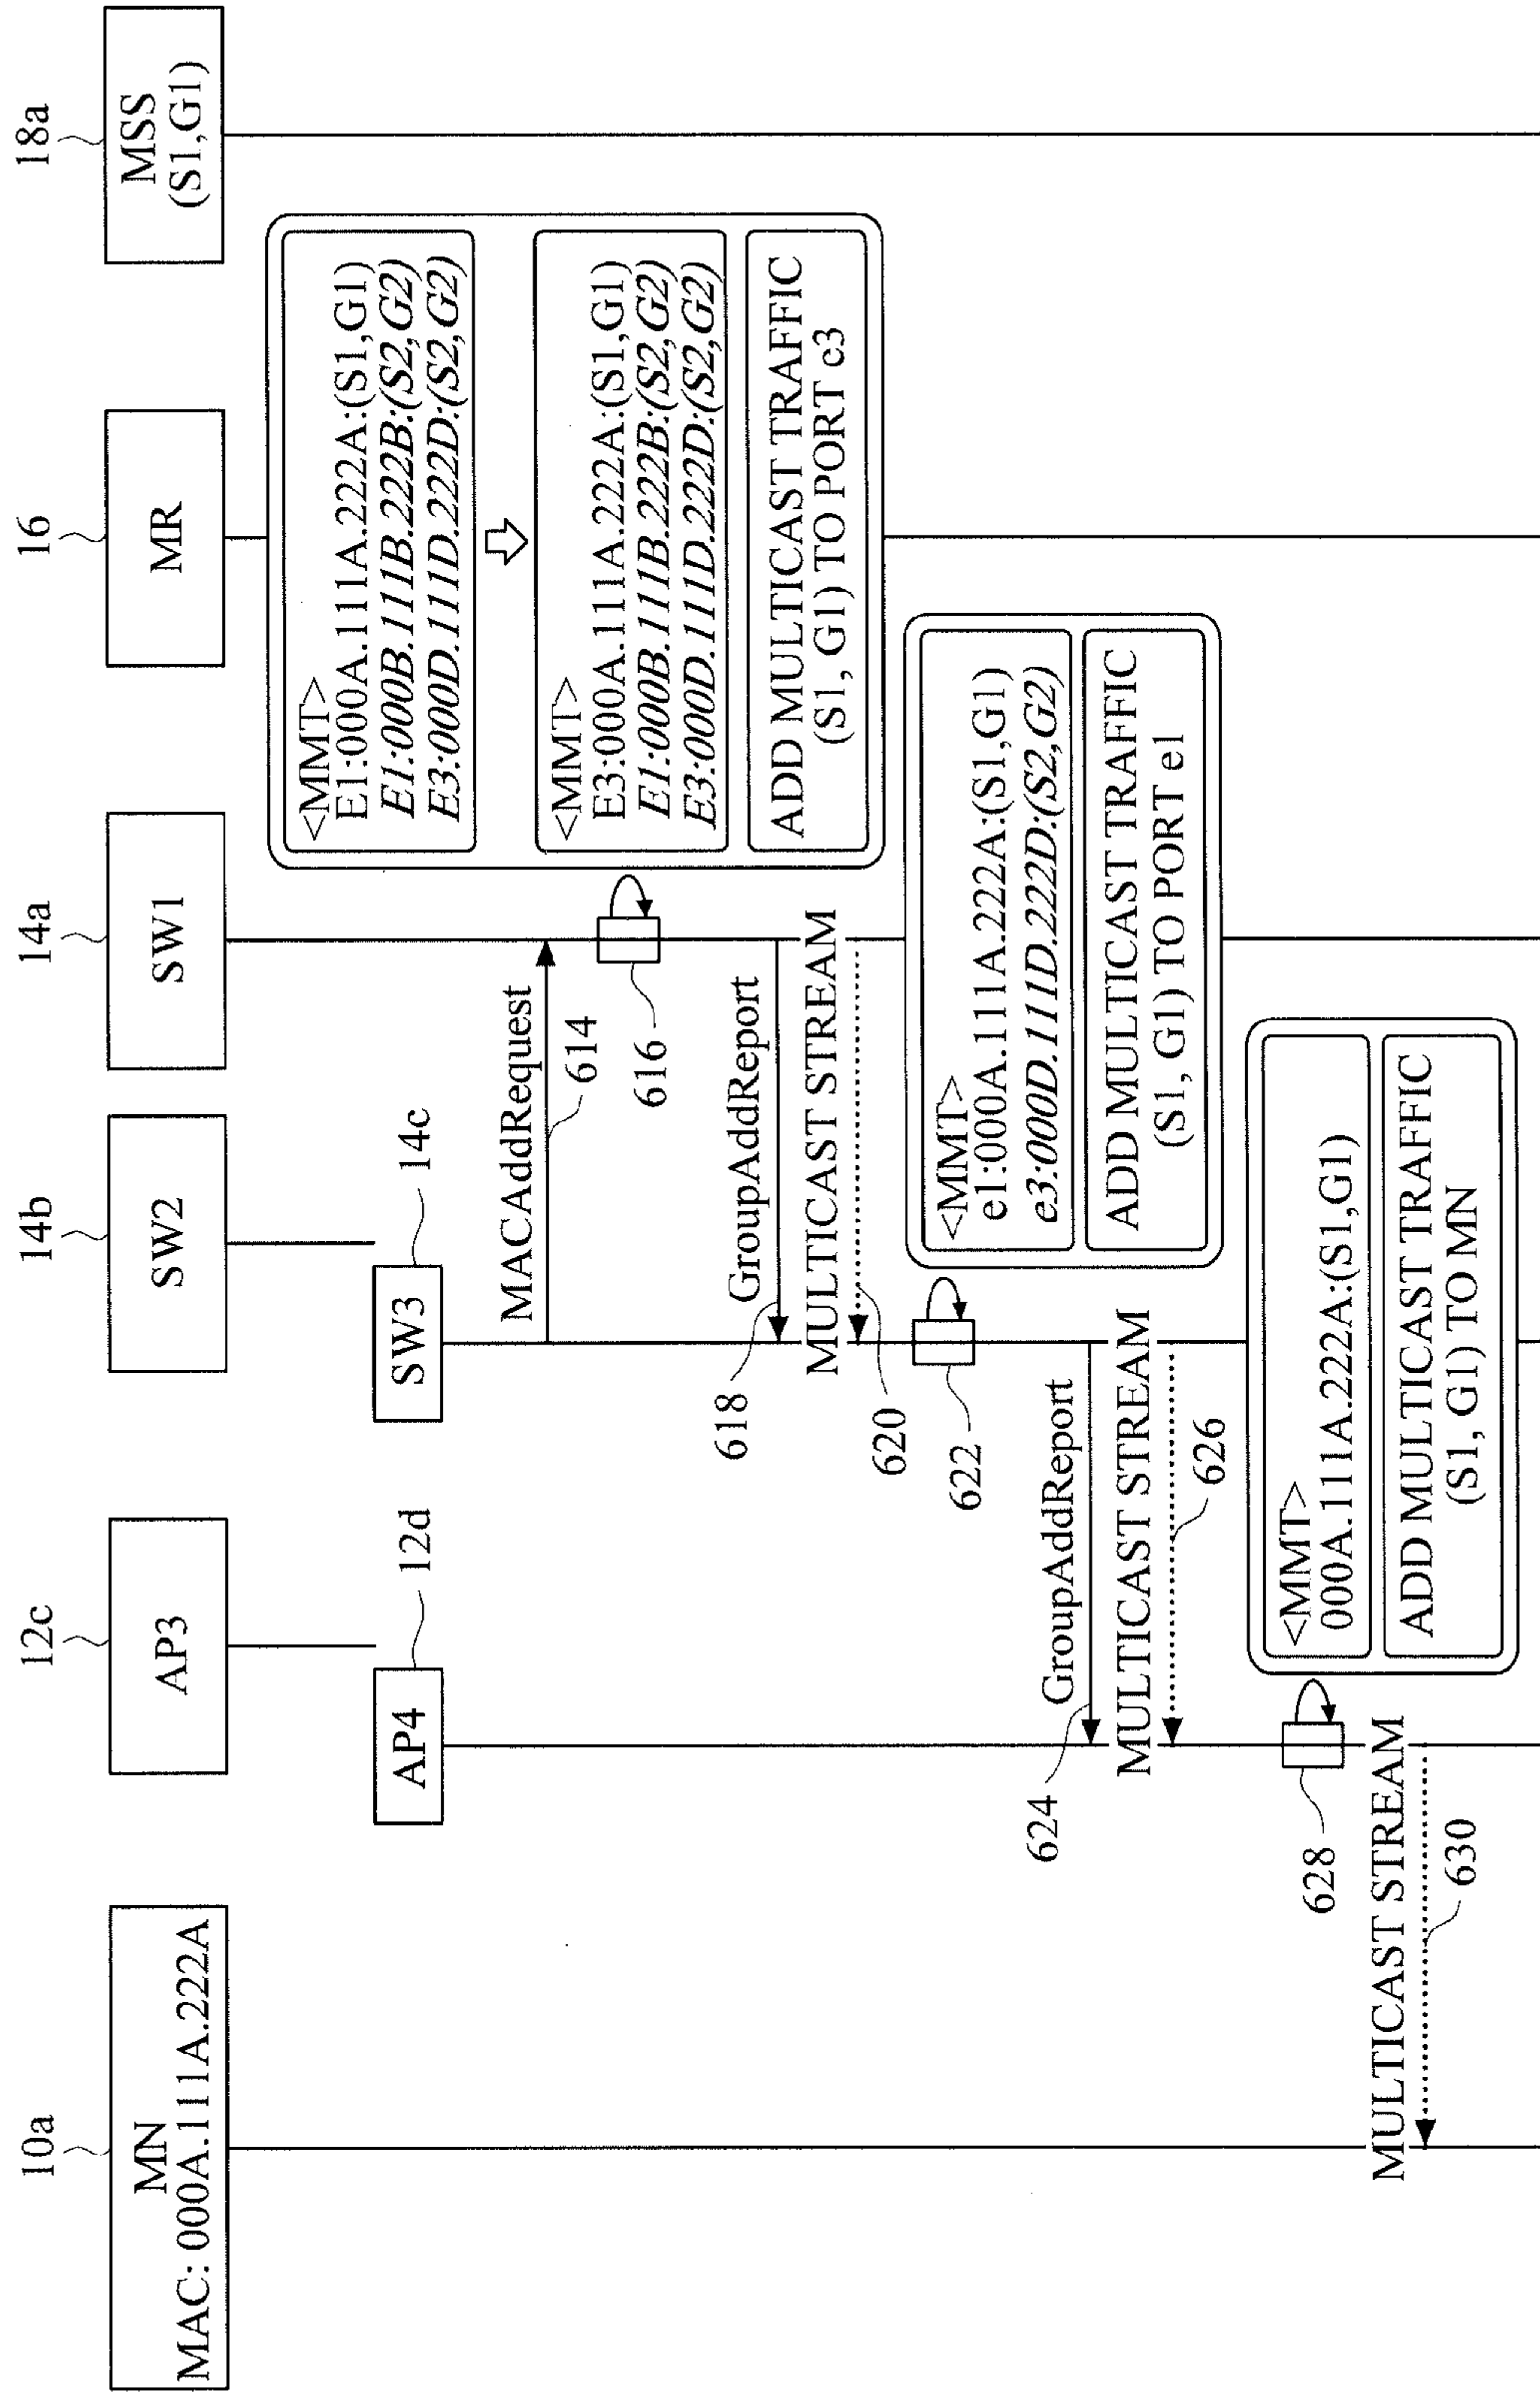 10a
12c
14b
14a
16
18a
MN
MAC: 000A.111A.222A
AP3
SW2
SW1
MR
MSS
(S1,G1)
AP4
12d
SW3
14c
<MMT>
E1:000A.111A.222A:(S1,G1)
E1:000B.111B.222B:(S2,G2)
E3:000D.111D.222D:(S2,G2)
MACAddRequest
614
<MMT>
E3:000A.111A.222A:(S1,G1)
E1:000B.111B.222B:(S2,G2)
E3:000D.111D.222D:(S2,G2)
616
ADD MULTICAST TRAFFIC
(S1, G1) TO PORT e3
GroupAddReport
618
MULTICAST STREAM
620
<MMT>
e1:000A.111A.222A:(S1,G1)
e3:000D.111D.222D:(S2,G2)
622
ADD MULTICAST TRAFFIC
(S1, G1) TO PORT e1
GroupAddReport
624
MULTICAST STREAM
626
<MMT>
000A.111A.222A:(S1,G1)
628
ADD MULTICAST TRAFFIC
(S1, G1) TO MN
MULTICAST STREAM
630